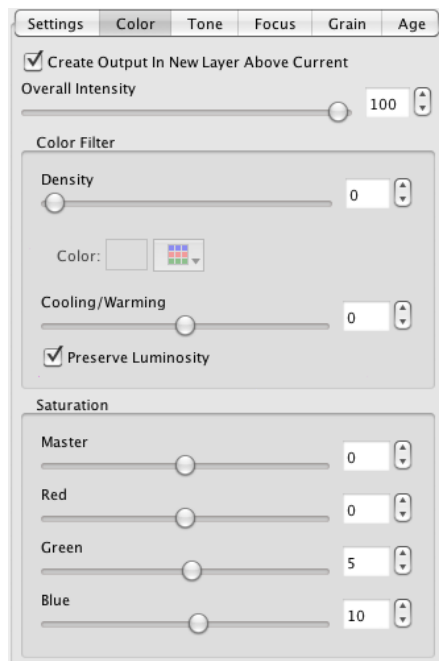 Settings Color Tone Focus Grain Age
Create Output In New Layer Above Current
Overall Intensity
100
Color Filter
Density
0
Color:
Cooling/Warming
0
Preserve Luminosity
Saturation
Master
0
Red
0
Green
5
Blue
10